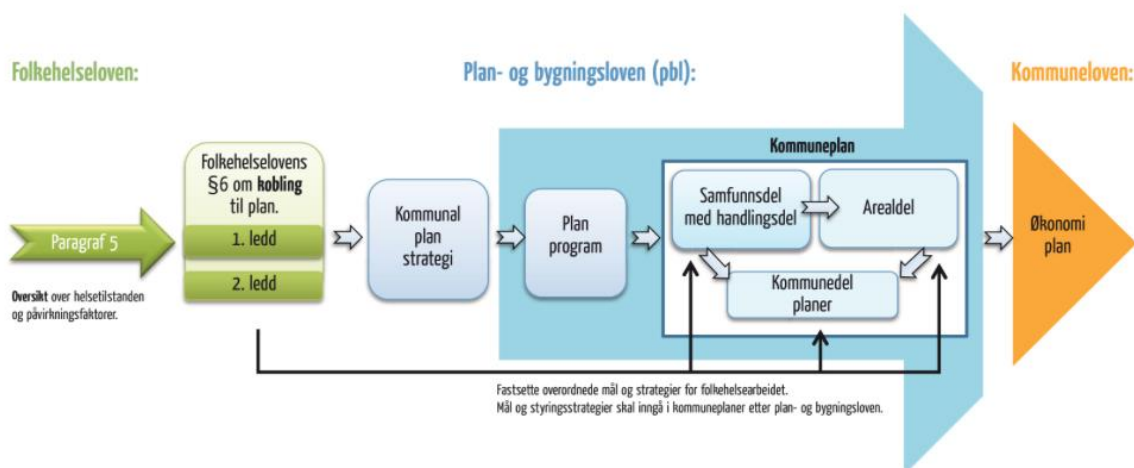 Folkehelseloven:
Plan- og bygningsloven (pbl):
Kommuneloven:
Paragraf 5
Oversikt over helsetilstanden
og påvirkningsfaktorer.
Folkehelselovens
§6 om kobling
til plan.
1. ledd
2. ledd
Kommunal
plan
strategi
Plan
program
Kommuneplan
Samfunnsdel
med handlingsdel
Arealdel
Kommunedel
planer
Økonomi
plan
Fastsette overordnede mål og strategier for folkehelsearbeidet.
Mål og styringsstrategier skal inngå i kommuneplaner etter plan- og bygningsloven.